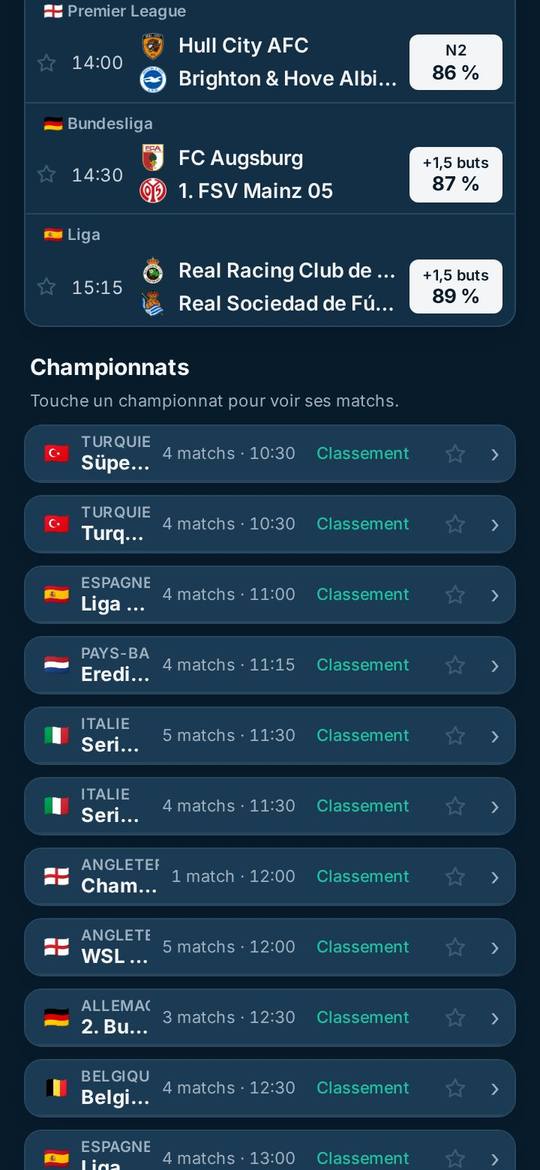 Premier League
14:00
Hull City AFC
Brighton & Hove Albi...
N2
86 %
Bundesliga
14:30
FC Augsburg
1. FSV Mainz 05
+1,5 buts
87 %
Liga
15:15
Real Racing Club de ...
Real Sociedad de Fú...
+1,5 buts
89 %
Championnats
Touche un championnat pour voir ses matchs.
TURQUIE
Süpe... 4 matchs · 10:30 Classement
TURQUIE
Turq... 4 matchs · 10:30 Classement
ESPAGNE
Liga ... 4 matchs · 11:00 Classement
PAYS-BA
Eredi... 4 matchs · 11:15 Classement
ITALIE
Seri... 5 matchs · 11:30 Classement
ITALIE
Seri... 4 matchs · 11:30 Classement
ANGLETER
Cham... 1 match · 12:00 Classement
ANGLETE
WSL ... 5 matchs · 12:00 Classement
ALLEMAG
2. Bu... 3 matchs · 12:30 Classement
BELGIQU
Belgi... 4 matchs · 12:30 Classement
ESPAGNE
Liga ... 4 matchs · 13:00 Classement